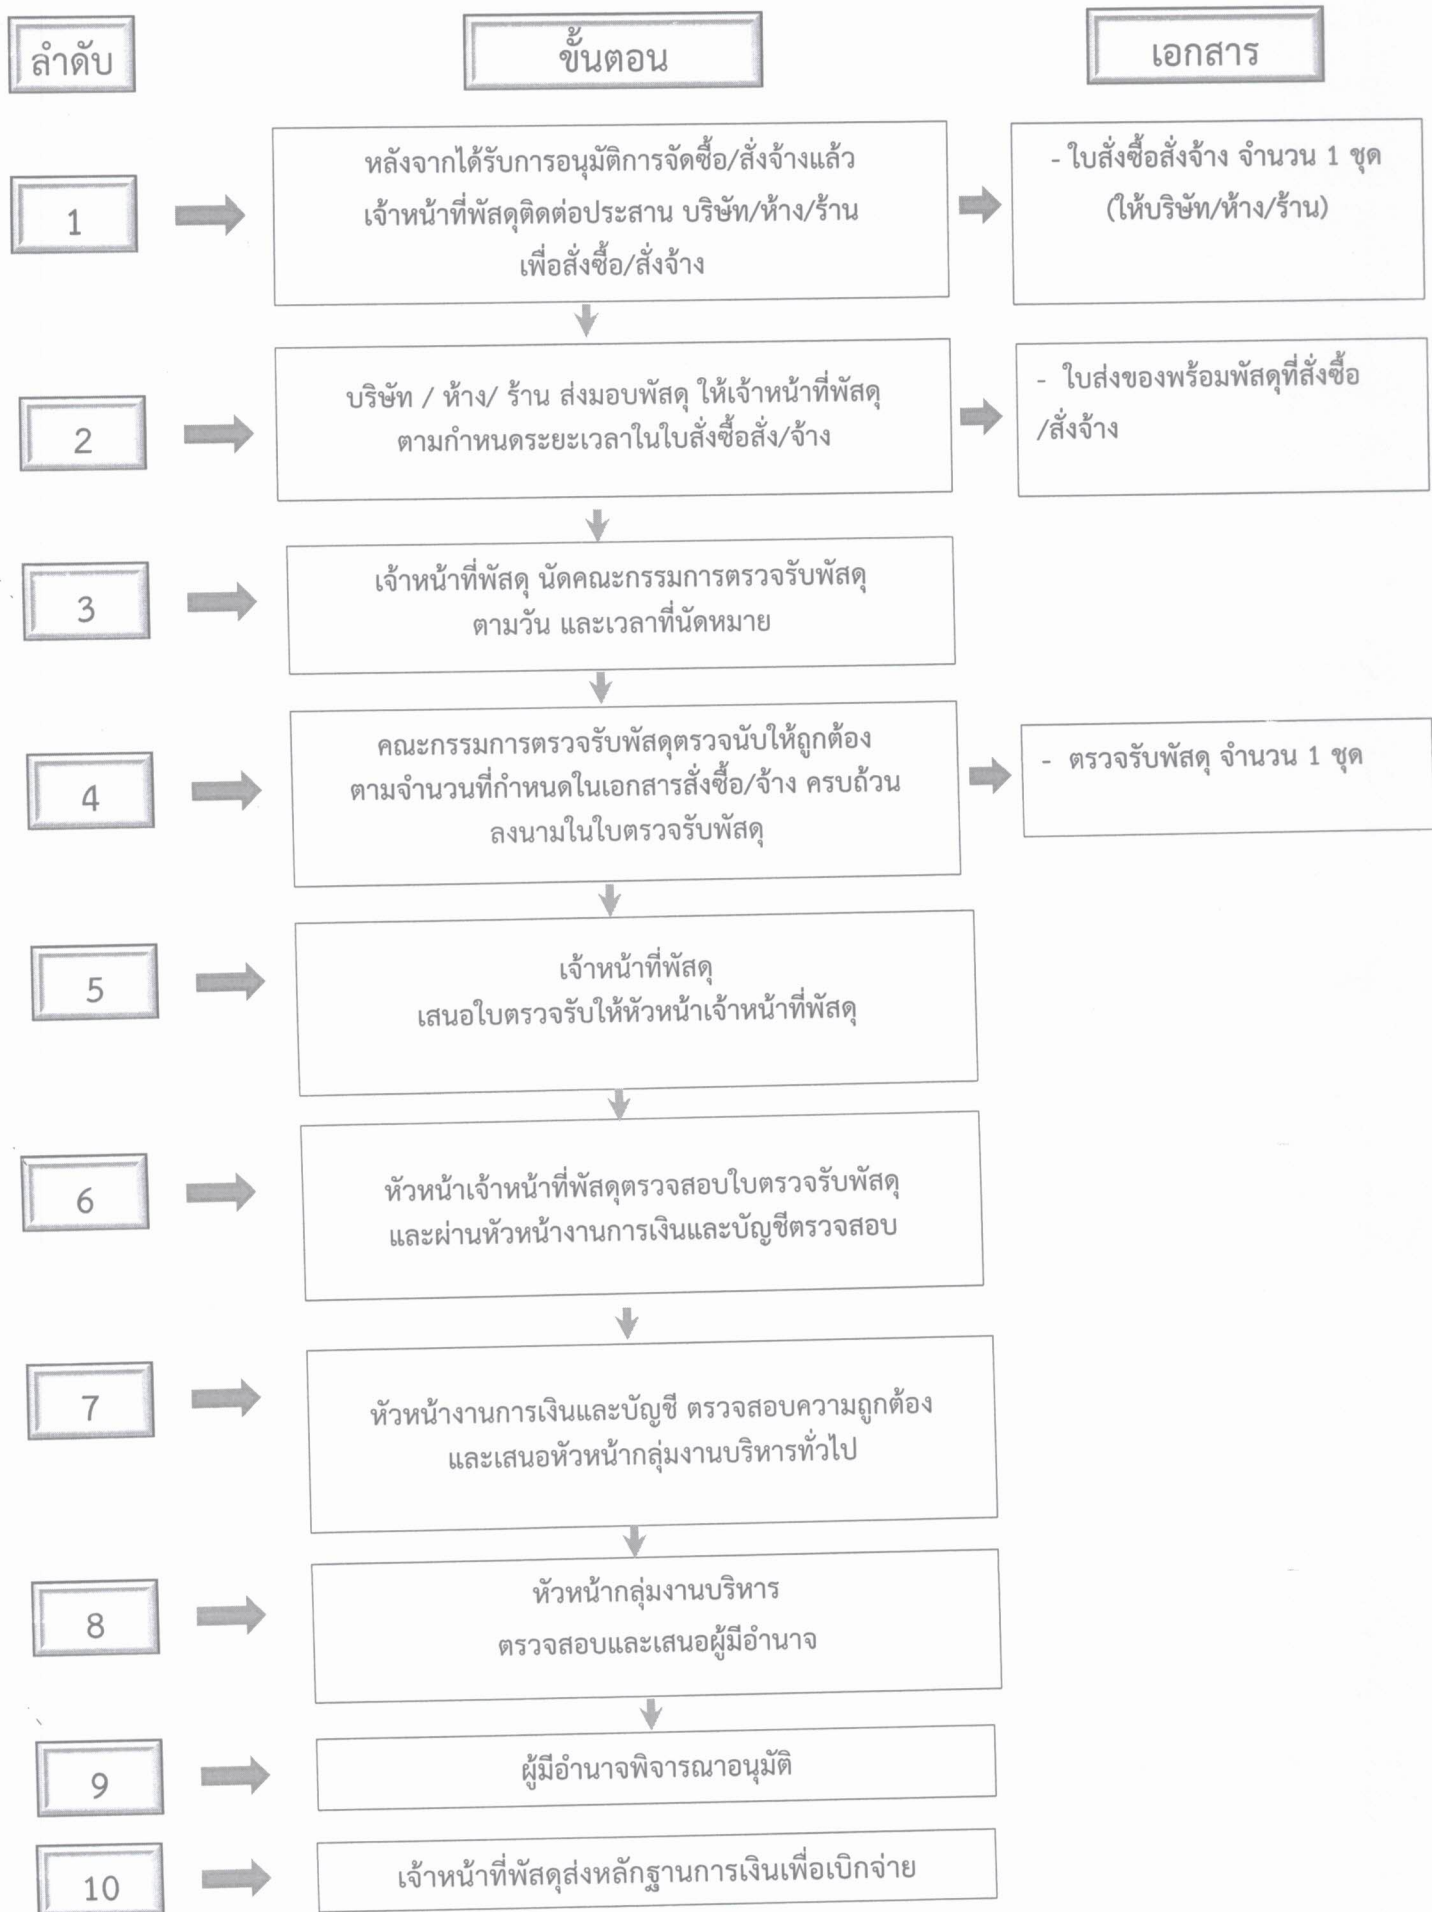 ลำดับ
ขั้นตอน
เอกสาร
1
หลังจากได้รับการอนุมัติการจัดซื้อ/สั่งจ้างแล้ว
เจ้าหน้าที่พัสดุติดต่อประสาน บริษัท/ห้าง/ร้าน
เพื่อสั่งซื้อ/สั่งจ้าง
- ใบสั่งซื้อสั่งจ้าง จำนวน 1 ชุด
(ให้บริษัท/ห้าง/ร้าน)
2
บริษัท / ห้าง/ ร้าน ส่งมอบพัสดุ ให้เจ้าหน้าที่พัสดุ
ตามกำหนดระยะเวลาในใบสั่งซื้อสั่ง/จ้าง
- ใบส่งของพร้อมพัสดุที่สั่งซื้อ
/สั่งจ้าง
3
เจ้าหน้าที่พัสดุ นัดคณะกรรมการตรวจรับพัสดุ
ตามวัน และเวลาที่นัดหมาย
4
คณะกรรมการตรวจรับพัสดุตรวจนับให้ถูกต้อง
ตามจำนวนที่กำหนดในเอกสารสั่งซื้อ/จ้าง ครบถ้วน
ลงนามในใบตรวจรับพัสดุ
- ตรวจรับพัสดุ จำนวน 1 ชุด
5
เจ้าหน้าที่พัสดุ
เสนอใบตรวจรับให้หัวหน้าเจ้าหน้าที่พัสดุ
6
หัวหน้าเจ้าหน้าที่พัสดุตรวจสอบใบตรวจรับพัสดุ
และผ่านหัวหน้างานการเงินและบัญชีตรวจสอบ
7
หัวหน้างานการเงินและบัญชี ตรวจสอบความถูกต้อง
และเสนอหัวหน้ากลุ่มงานบริหารทั่วไป
8
หัวหน้ากลุ่มงานบริหาร
ตรวจสอบและเสนอผู้มีอำนาจ
9
ผู้มีอำนาจพิจารณาอนุมัติ
10
เจ้าหน้าที่พัสดุส่งหลักฐานการเงินเพื่อเบิกจ่าย